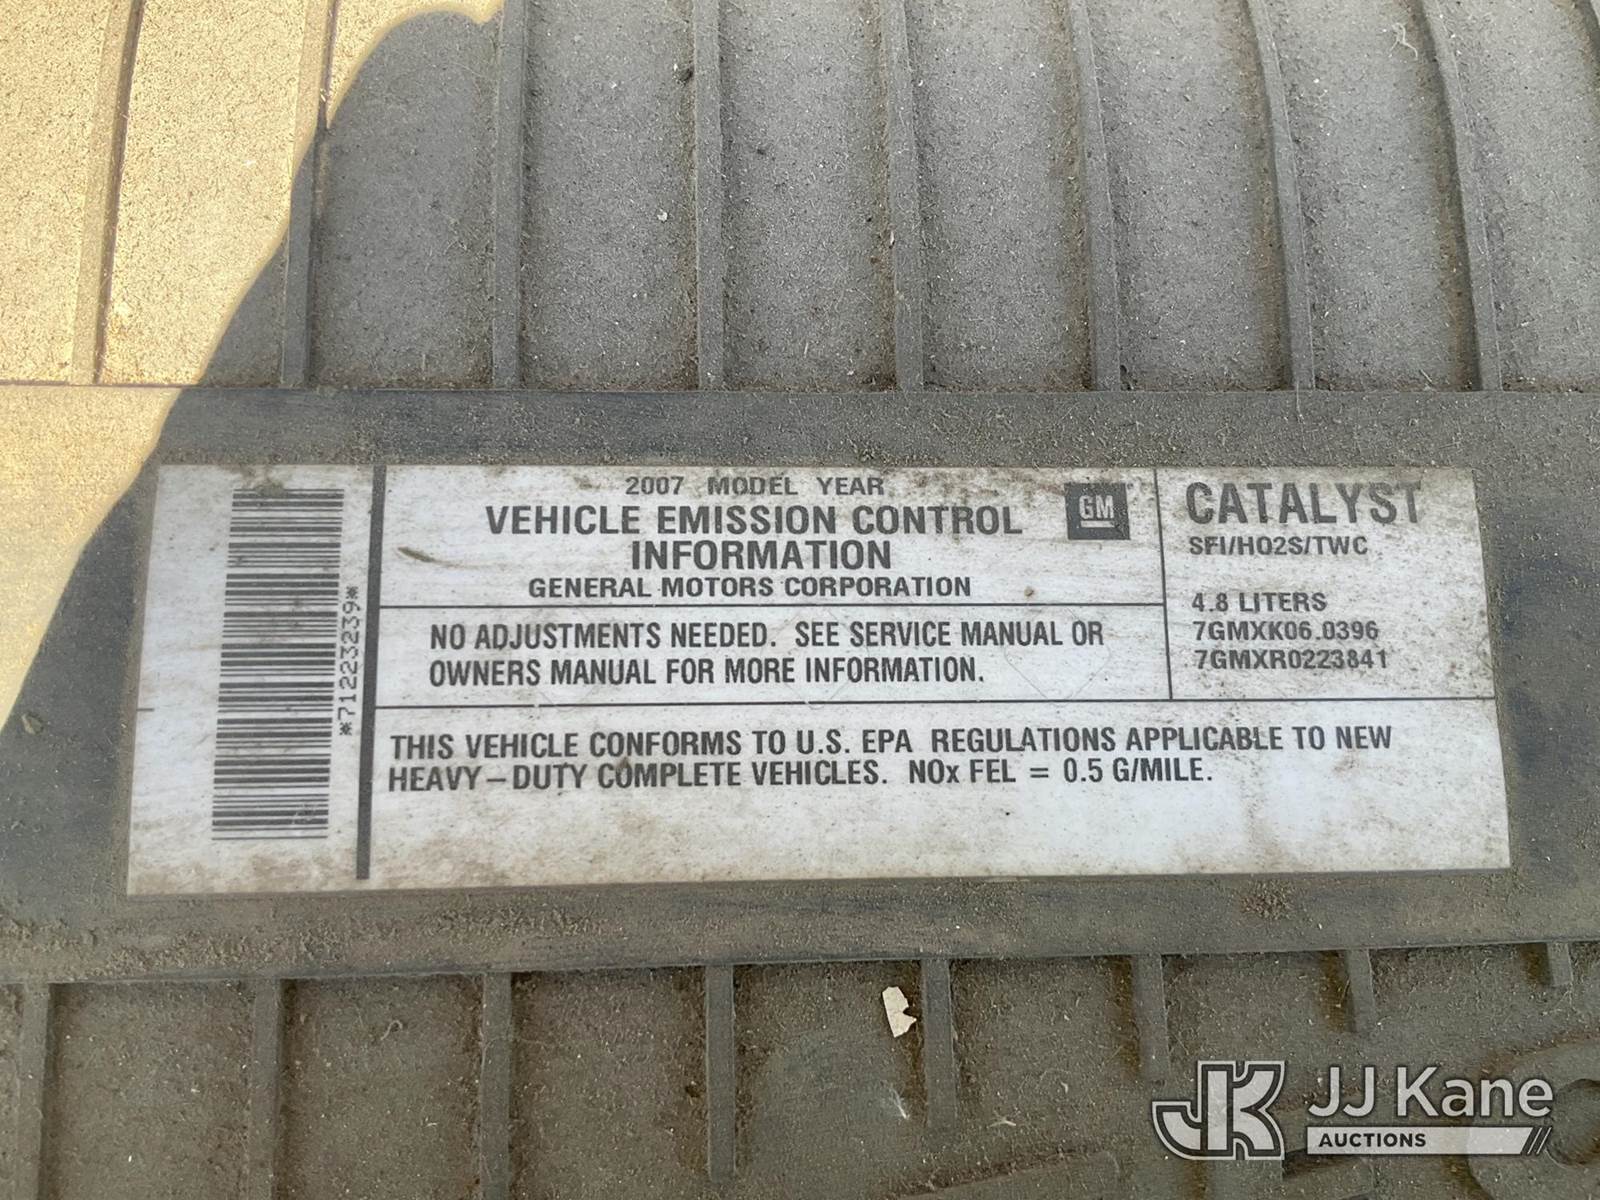 2007 MODEL YEAR
VEHICLE EMISSION CONTROL
INFORMATION
GENERAL MOTORS CORPORATION
GM
NO ADJUSTMENTS NEEDED. SEE SERVICE MANUAL OR
OWNERS MANUAL FOR MORE INFORMATION.
CATALYST
SFI/HO2S/TWC
4.8 LITERS
7GMXK06.0396
7GMXR0223841
THIS VEHICLE CONFORMS TO U.S. EPA REGULATIONS APPLICABLE TO NEW
HEAVY-DUTY COMPLETE VEHICLES. NOx FEL = 0.5 G/MILE.
*712223239*
JK JJ Kane
AUCTIONS